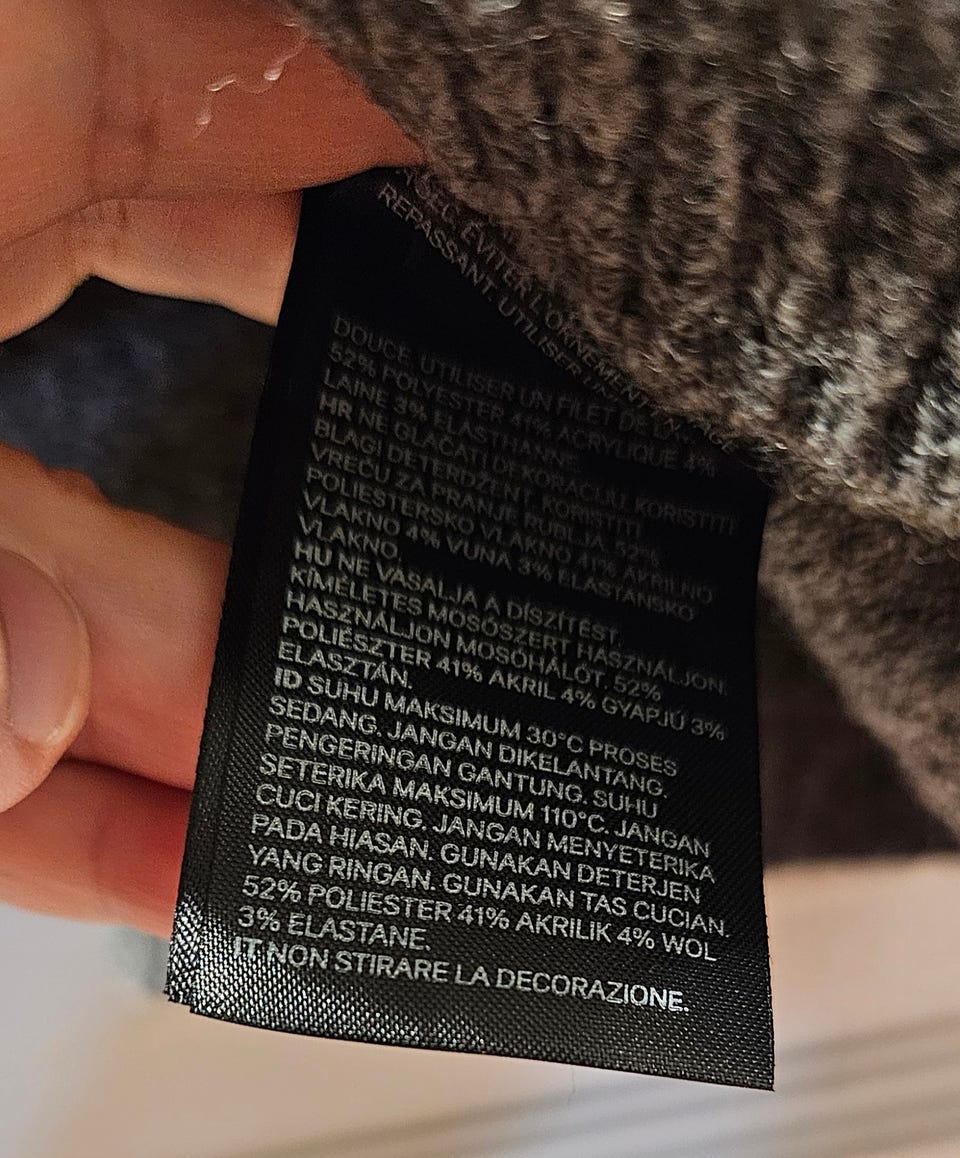 SEC. ÉVITER L'ORNEMENT
REPASSANT. UTILISER UN
DOUCE. UTILISER UN FILET DE
52% POLYESTER 41% ACRYLIQUE 4%
LAINE 3% ÉLASTHANNE.
HR NE GLAČATI DEKORACIJU. KORISTITI
BLAGI DETERDŽENT. KORISTITI
VREĆU ZA PRANJE RUBLJA. 52%
POLIESTERSKO VLAKNO 41% AKRILNO
VLAKNO 4% VUNA 3% ELASTANSKO
VLAKNO.
HU NE VASALJA A DÍSZÍTÉST.
KÍMÉLETES MOSÓSZERT HASZNÁLJON.
HASZNÁLJON MOSÓHÁLÓT. 52%
POLIÉSZTER 41% AKRIL 4% GYAPJÚ 3%
ELASZTÁN.
ID SUHU MAKSIMUM 30°C PROSES
SEDANG. JANGAN DIKELANTANG.
PENGERINGAN GANTUNG. SUHU
SETERIKA MAKSIMUM 110°C. JANGAN
CUCI KERING. JANGAN MENYETERIKA
PADA HIASAN. GUNAKAN DETERJEN
YANG RINGAN. GUNAKAN TAS CUCIAN.
52% POLIESTER 41% AKRILIK 4% WOL
3% ELASTANE.
IT NON STIRARE LA DECORAZIONE.